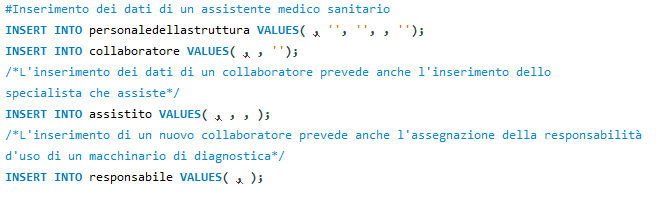 #Inserimento dei dati di un assistente medico sanitario
INSERT INTO personaledellastruttura VALUES( , '', '', , '');
INSERT INTO collaboratore VALUES( , , '');
/*L'inserimento dei dati di un collaboratore prevede anche l'inserimento dello
specialista che assiste*/
INSERT INTO assistito VALUES( , , , );
/*L'inserimento di un nuovo collaboratore prevede anche l'assegnazione della responsabilità
d'uso di un macchinario di diagnostica*/
INSERT INTO responsabile VALUES( , );